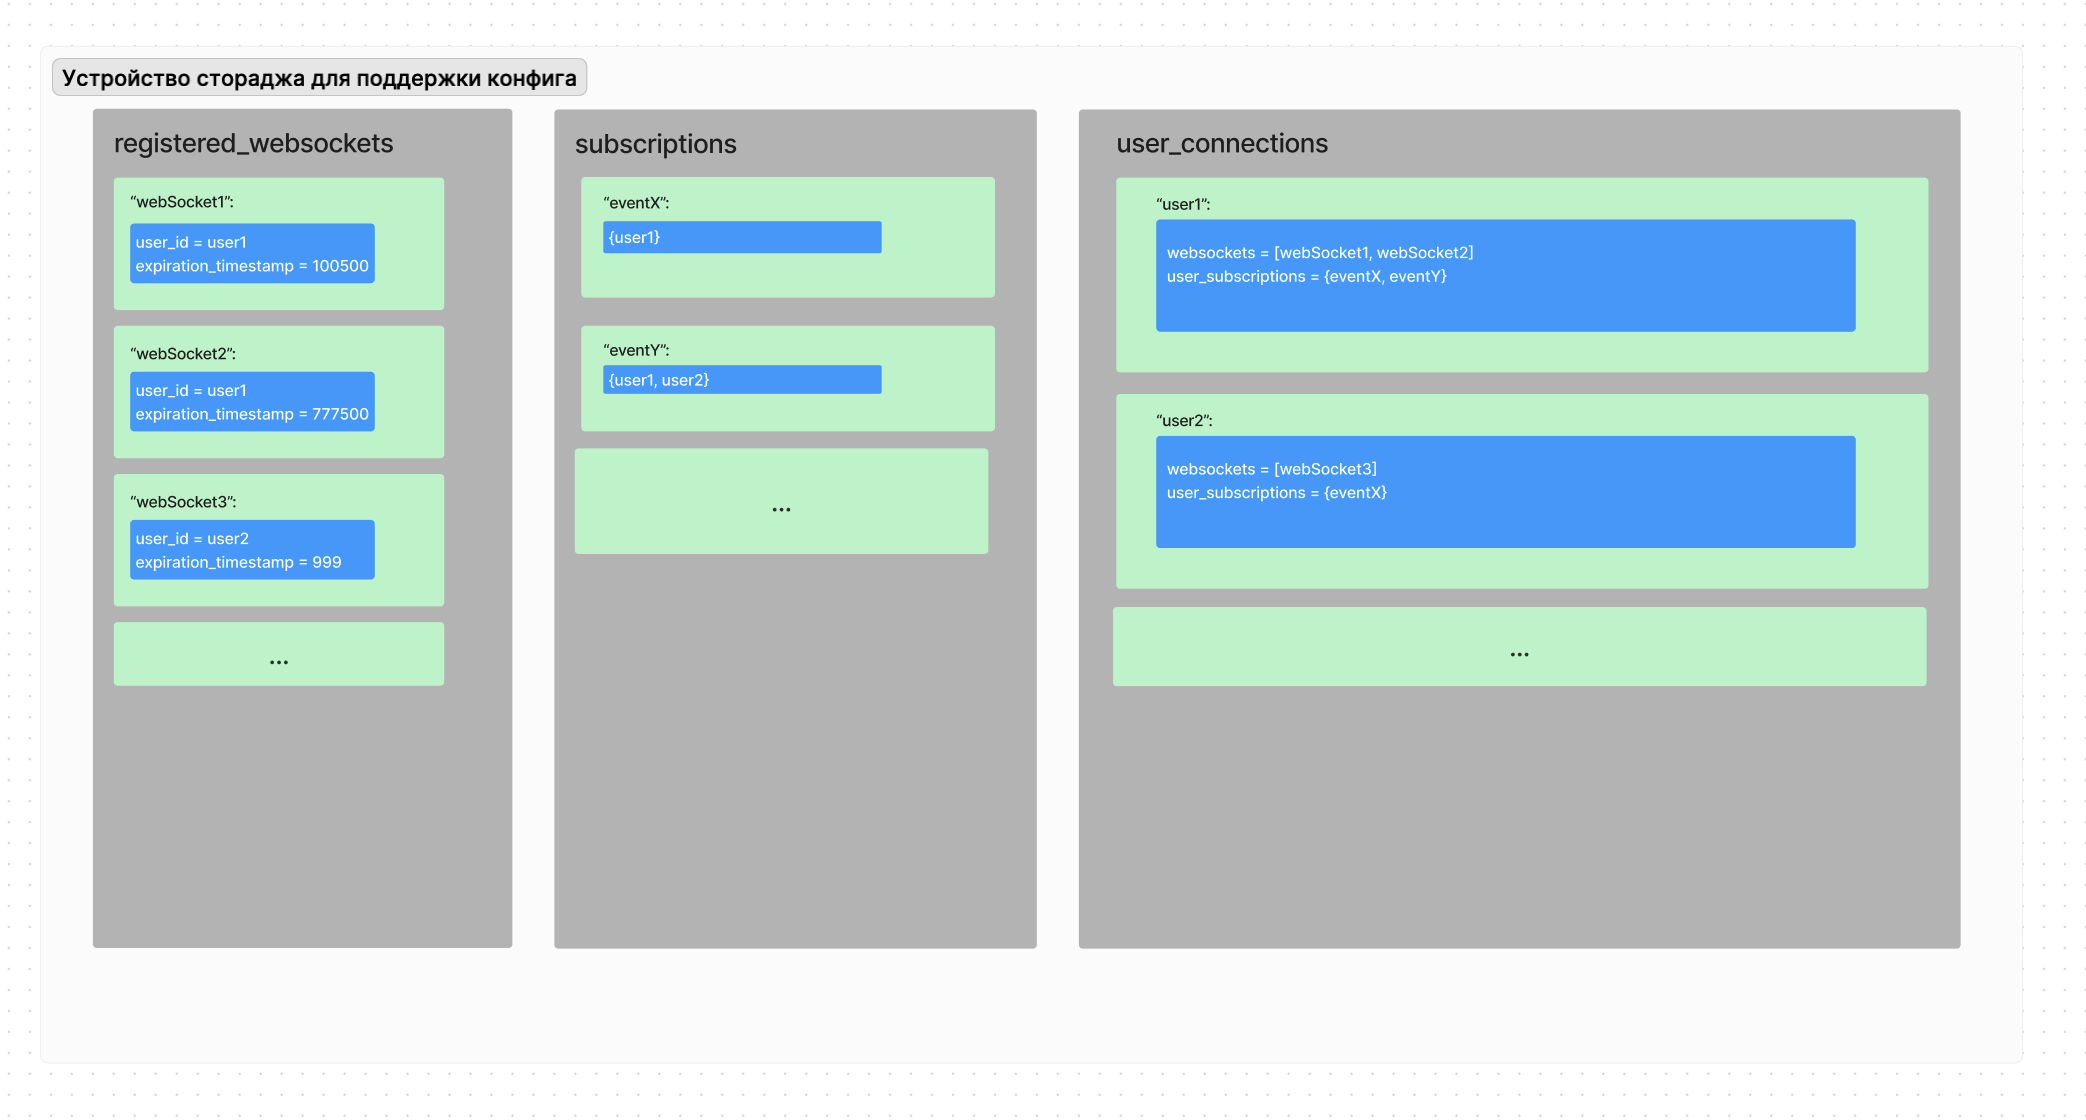 Устройство стораджа для поддержки конфига
registered_websockets
“webSocket1”:
user_id = user1
expiration_timestamp = 100500
“webSocket2”:
user_id = user1
expiration_timestamp = 777500
“webSocket3”:
user_id = user2
expiration_timestamp = 999
...
subscriptions
“eventX”:
{user1}
“eventY”:
{user1, user2}
...
user_connections
“user1”:
websockets = [webSocket1, webSocket2]
user_subscriptions = {eventX, eventY}
“user2”:
websockets = [webSocket3]
user_subscriptions = {eventX}
...